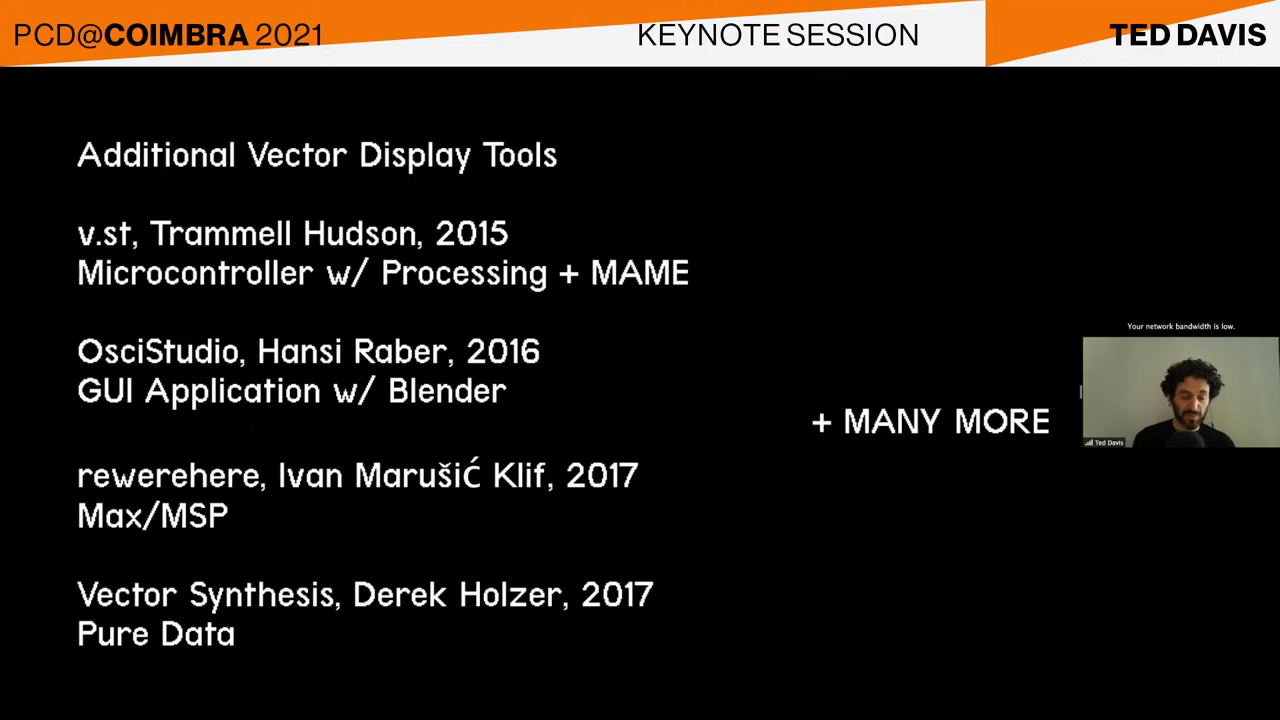 PCD@COIMBRA 2021
KEYNOTE SESSION
TED DAVIS
Additional Vector Display Tools
v.st, Trammell Hudson, 2015
Microcontroller w/ Processing + MAME
OsciStudio, Hansi Raber, 2016
GUI Application w/ Blender
+ MANY MORE
rewerehere, Ivan Marušić Klif, 2017
Max/MSP
Vector Synthesis, Derek Holzer, 2017
Pure Data
Your network bandwidth is low.
Ted Davis